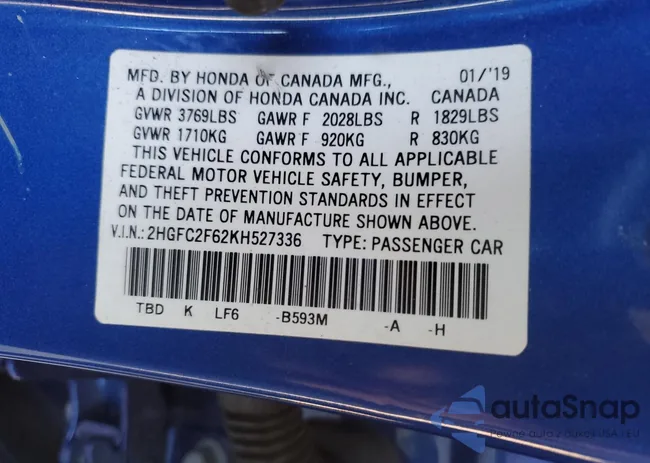 MFD. BY HONDA OF CANADA MFG., 01/'19
A DIVISION OF HONDA CANADA INC. CANADA
GVWR 3769LBS GAWR F 2028LBS R 1829LBS
GVWR 1710KG GAWR F 920KG R 830KG
THIS VEHICLE CONFORMS TO ALL APPLICABLE
FEDERAL MOTOR VEHICLE SAFETY, BUMPER,
AND THEFT PREVENTION STANDARDS IN EFFECT
ON THE DATE OF MANUFACTURE SHOWN ABOVE.
V.I.N.: 2HGFC2F62KH527336 TYPE: PASSENGER CAR
TBD K LF6 -B593M -A -H
autaSnap